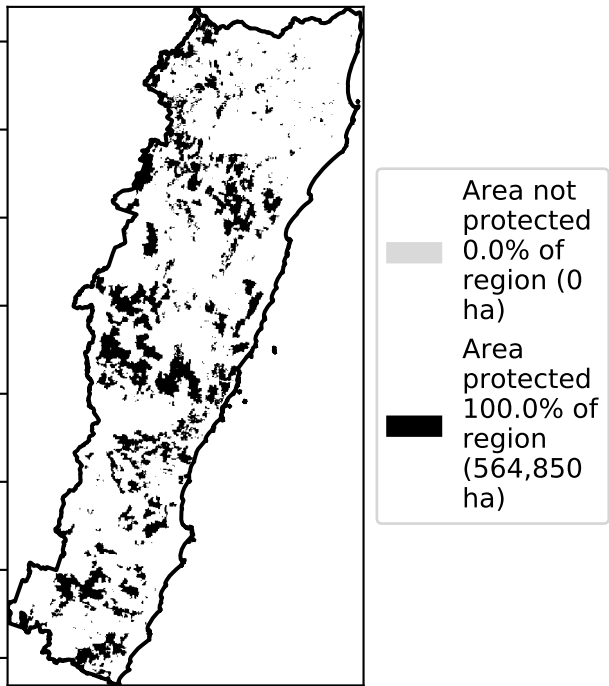 Area not
protected
0.0% of
region (0
ha)
Area
protected
100.0% of
region
(564,850
ha)